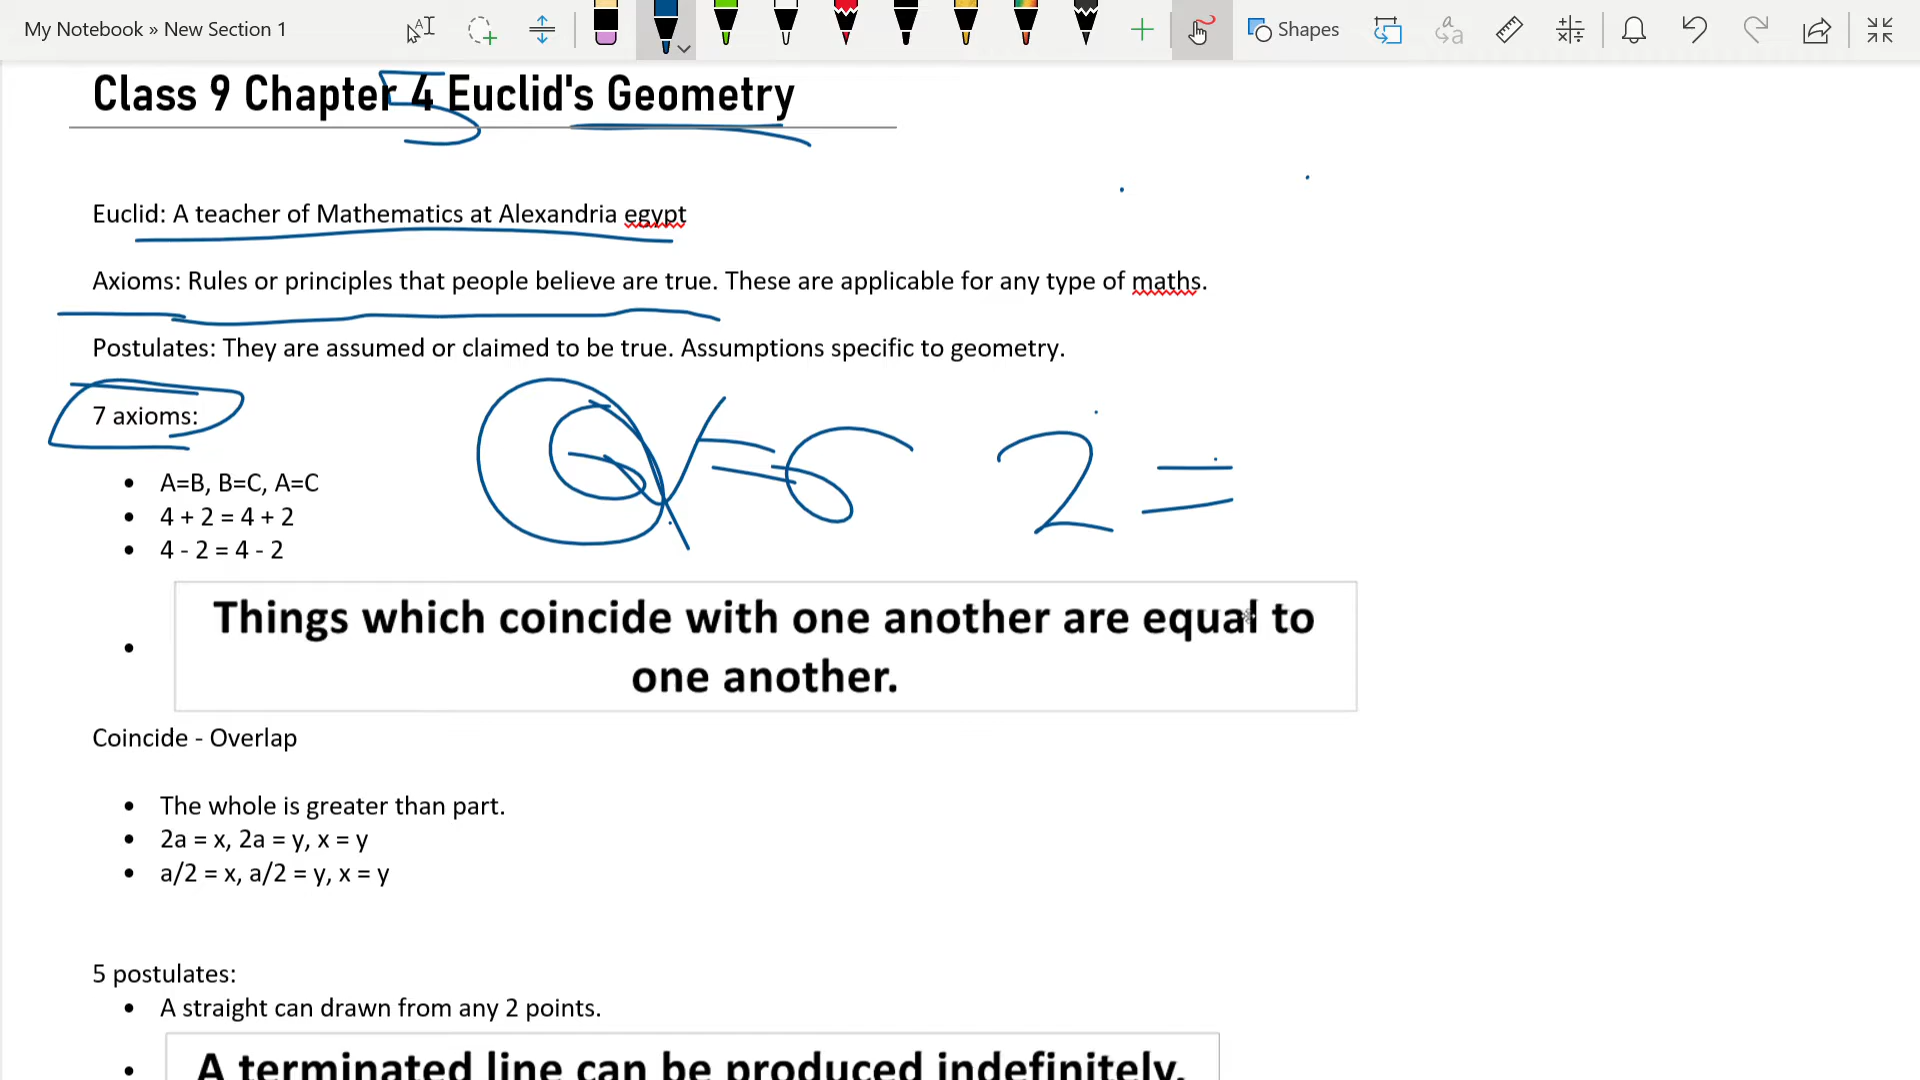 My Notebook » New Section 1
Shapes
Class 9 Chapter 4 Euclid's Geometry
5
Euclid: A teacher of Mathematics at Alexandria egypt
Axioms: Rules or principles that people believe are true. These are applicable for any type of maths.
Postulates: They are assumed or claimed to be true. Assumptions specific to geometry.
7 axioms:
2 =
A=B, B=C, A=C
4 + 2 = 4 + 2
4 - 2 = 4 - 2
Things which coincide with one another are equal to
one another.
Coincide - Overlap
The whole is greater than part.
2a = x, 2a = y, x = y
a/2 = x, a/2 = y, x = y
5 postulates:
A straight can drawn from any 2 points.
A terminated line can be produced indefinitely.